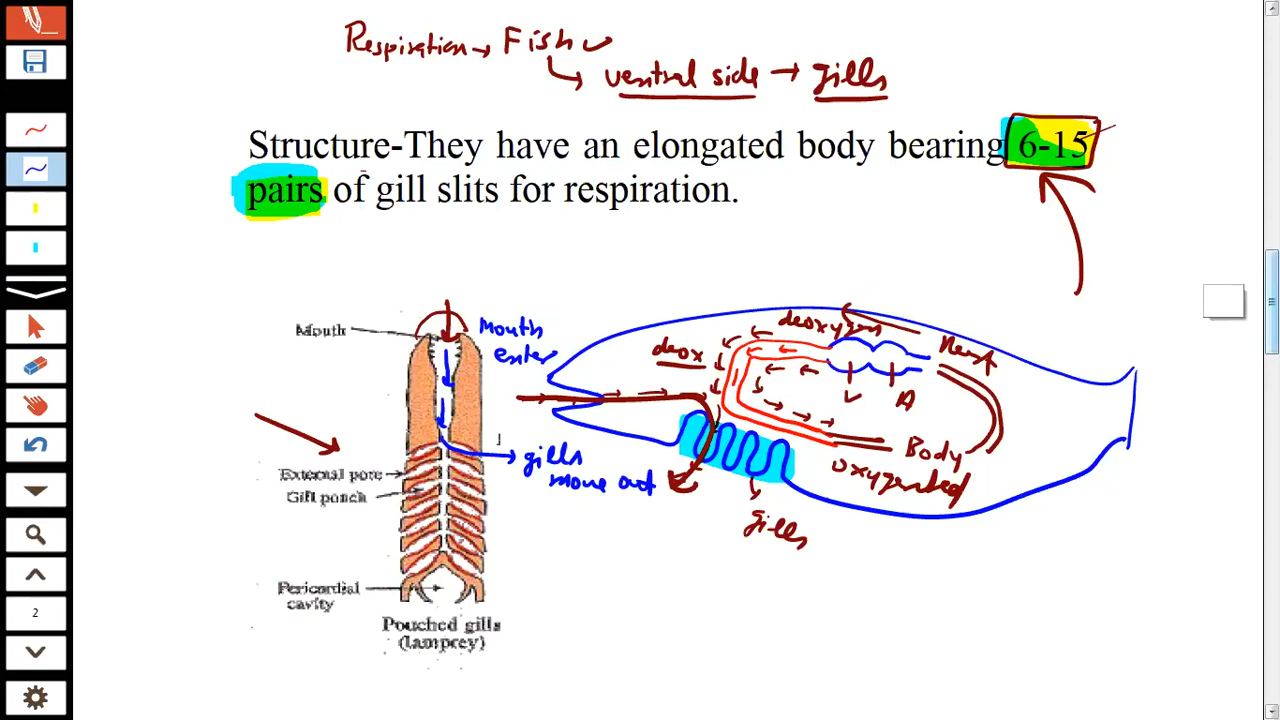 Respiration → Fish
ventral side → gills
Structure-They have an elongated body bearing 6-15
pairs of gill slits for respiration.
Mouth
Mouth
enter
External pore
Gill pouch
gills
move out
Pericardial
cavity
Pouched gills
(lamprey)
deoxygen
deox
Heart
V
A
Body
oxygenated
gills
2